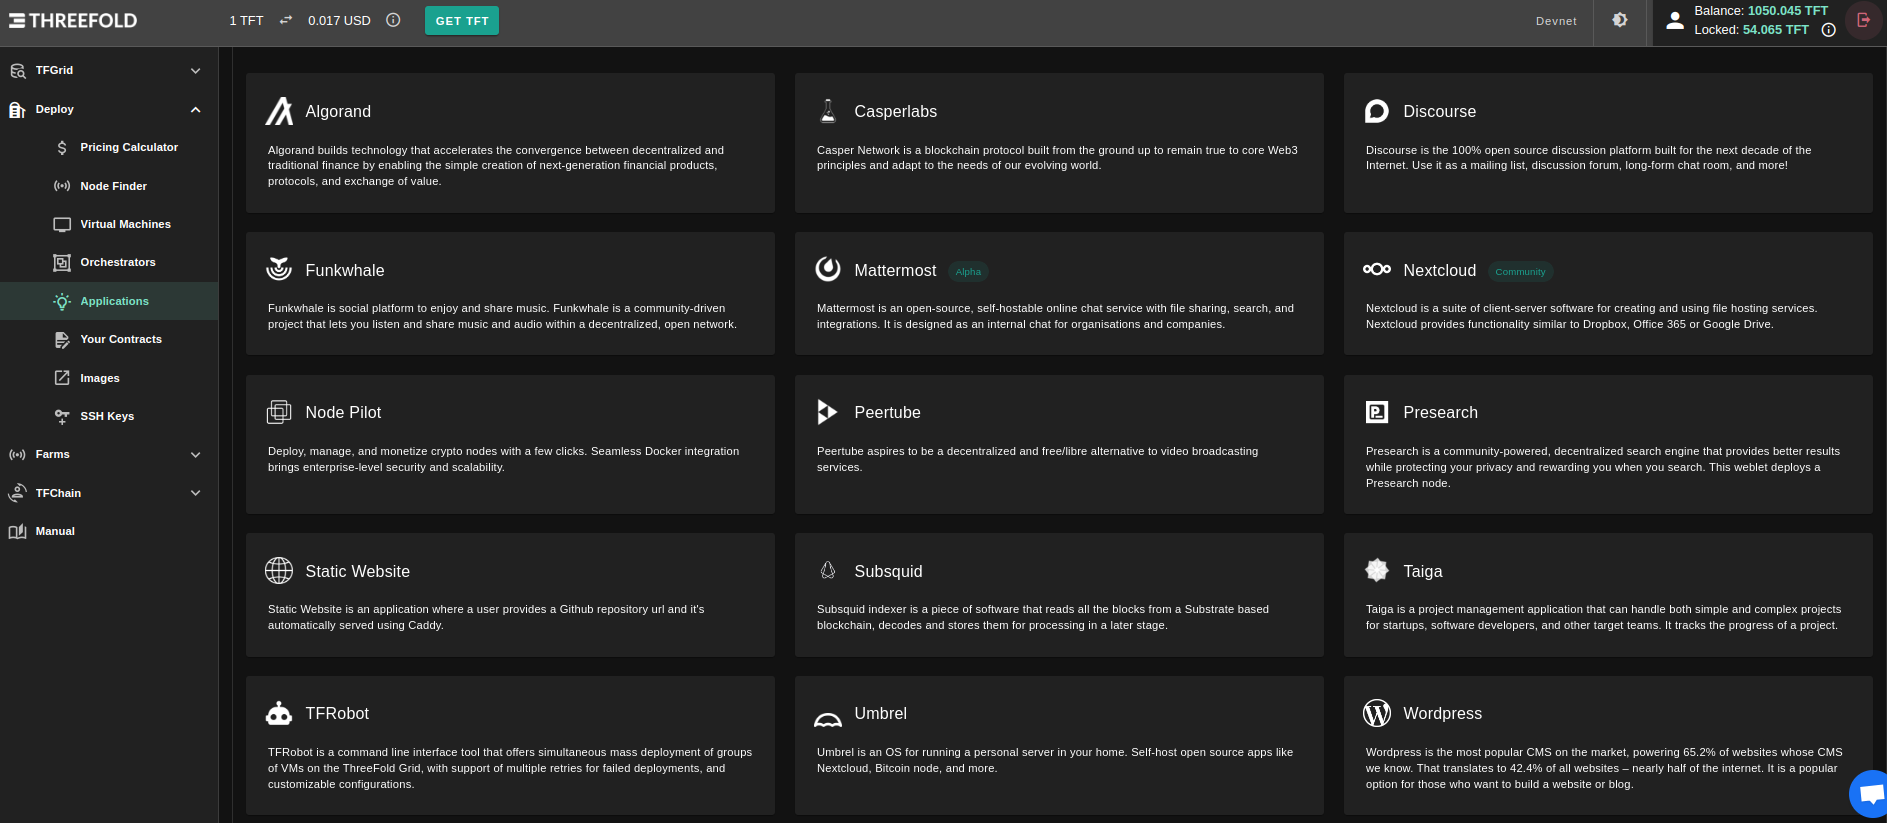 THREEFOLD
1 TFT 0.017 USD GET TFT
Devnet
Balance: 1050.045 TFT
Locked: 54.065 TFT
TFGrid
Deploy
Pricing Calculator
Node Finder
Virtual Machines
Orchestrators
Applications
Your Contracts
Images
SSH Keys
Farms
TFChain
Manual
Algorand
Algorand builds technology that accelerates the convergence between decentralized and
traditional finance by enabling the simple creation of next-generation financial products,
protocols, and exchange of value.
Casperlabs
Casper Network is a blockchain protocol built from the ground up to remain true to core Web3
principles and adapt to the needs of our evolving world.
Discourse
Discourse is the 100% open source discussion platform built for the next decade of the
Internet. Use it as a mailing list, discussion forum, long-form chat room, and more!
Funkwhale
Funkwhale is social platform to enjoy and share music. Funkwhale is a community-driven
project that lets you listen and share music and audio within a decentralized, open network.
Mattermost Alpha
Mattermost is an open-source, self-hostable online chat service with file sharing, search, and
integrations. It is designed as an internal chat for organisations and companies.
Nextcloud Community
Nextcloud is a suite of client-server software for creating and using file hosting services.
Nextcloud provides functionality similar to Dropbox, Office 365 or Google Drive.
Node Pilot
Deploy, manage, and monetize crypto nodes with a few clicks. Seamless Docker integration
brings enterprise-level security and scalability.
Peertube
Peertube aspires to be a decentralized and free/libre alternative to video broadcasting
services.
Presearch
Presearch is a community-powered, decentralized search engine that provides better results
while protecting your privacy and rewarding you when you search. This weblet deploys a
Presearch node.
Static Website
Static Website is an application where a user provides a Github repository url and it's
automatically served using Caddy.
Subsquid
Subsquid indexer is a piece of software that reads all the blocks from a Substrate based
blockchain, decodes and stores them for processing in a later stage.
Taiga
Taiga is a project management application that can handle both simple and complex projects
for startups, software developers, and other target teams. It tracks the progress of a project.
TFRobot
TFRobot is a command line interface tool that offers simultaneous mass deployment of groups
of VMs on the ThreeFold Grid, with support of multiple retries for failed deployments, and
customizable configurations.
Umbrel
Umbrel is an OS for running a personal server in your home. Self-host open source apps like
Nextcloud, Bitcoin node, and more.
Wordpress
Wordpress is the most popular CMS on the market, powering 65.2% of websites whose CMS
we know. That translates to 42.4% of all websites – nearly half of the internet. It is a popular
option for those who want to build a website or blog.